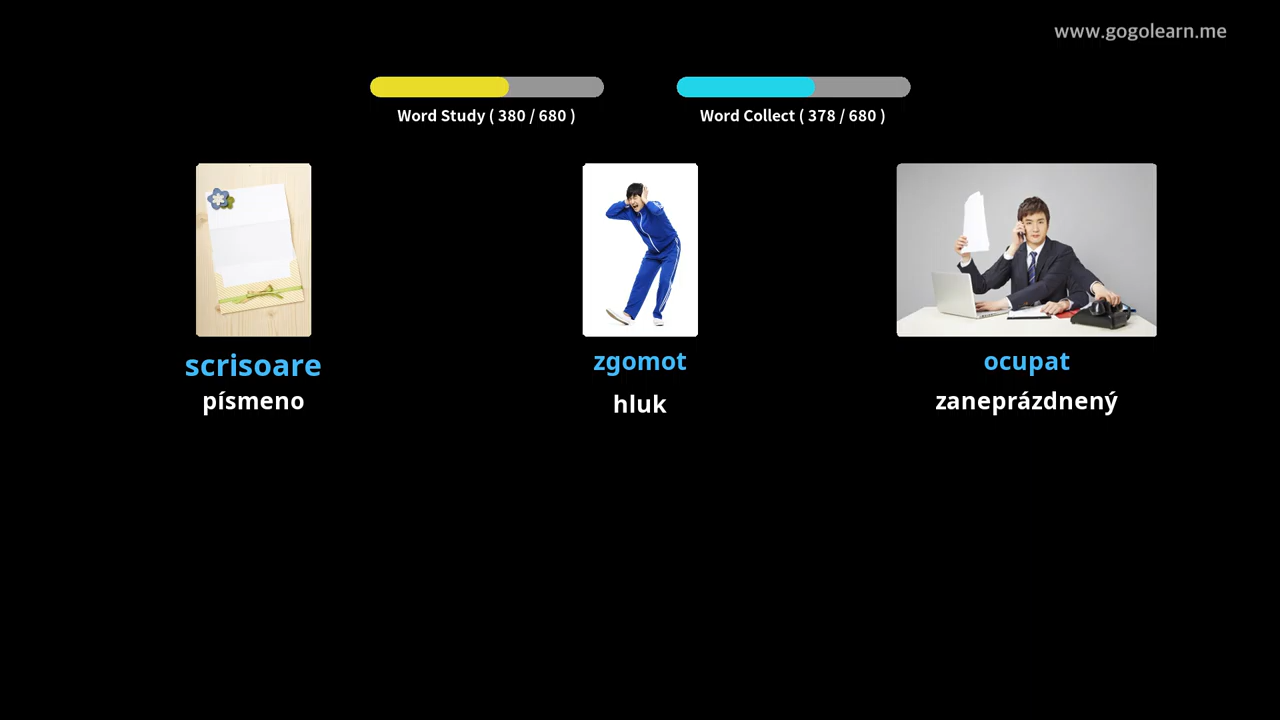 www.gogolearn.me
Word Study ( 380 / 680 )
Word Collect ( 378 / 680 )
scrisoare
písmeno
zgomot
hluk
ocupat
zaneprázdnený